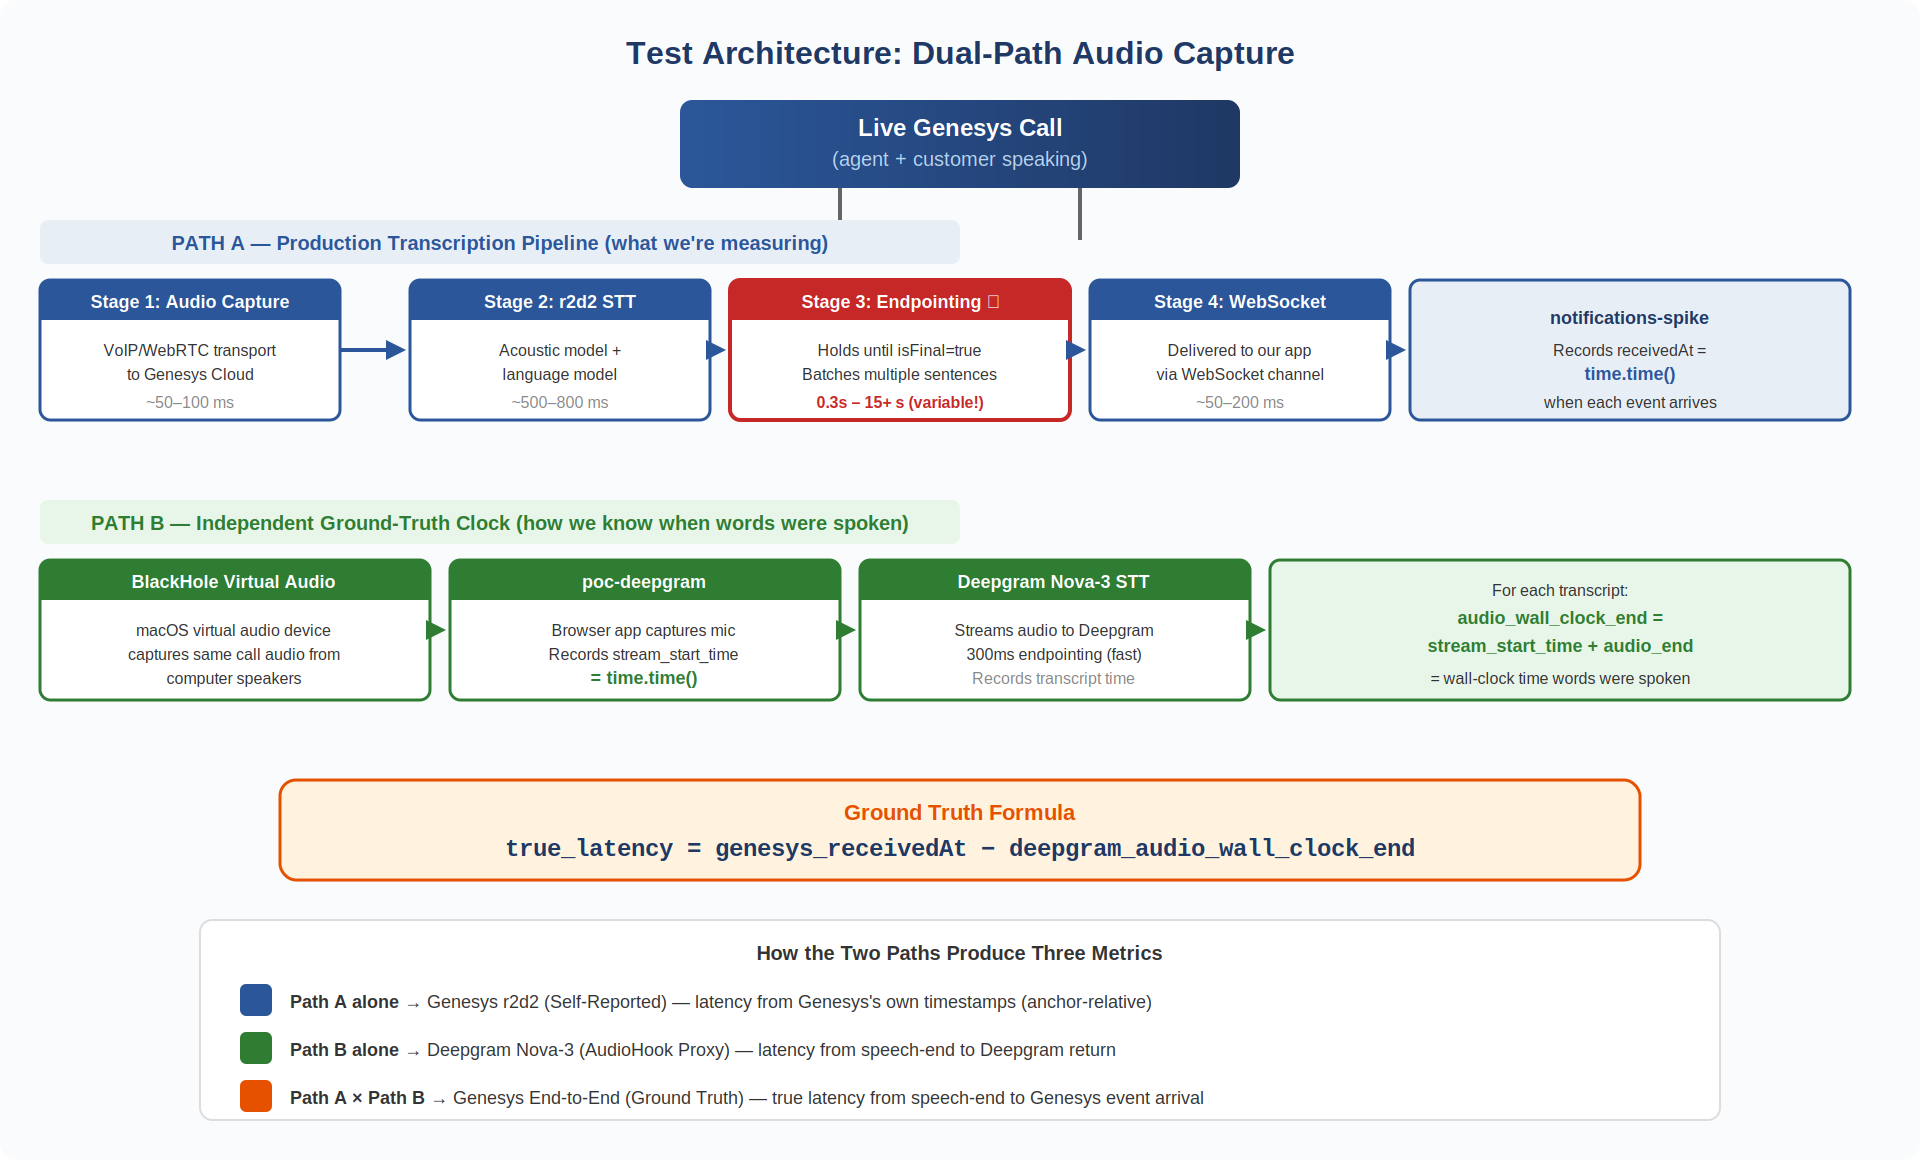 Test Architecture: Dual-Path Audio Capture
Live Genesys Call
(agent + customer speaking)
PATH A — Production Transcription Pipeline (what we're measuring)
Stage 1: Audio Capture
VoIP/WebRTC transport
to Genesys Cloud
~50–100 ms
Stage 2: r2d2 STT
Acoustic model +
language model
~500–800 ms
Stage 3: Endpointing
Holds until isFinal=true
Batches multiple sentences
0.3s – 15+ s (variable!)
Stage 4: WebSocket
Delivered to our app
via WebSocket channel
~50–200 ms
notifications-spike
Records receivedAt =
time.time()
when each event arrives
PATH B — Independent Ground-Truth Clock (how we know when words were spoken)
BlackHole Virtual Audio
macOS virtual audio device
captures same call audio from
computer speakers
poc-deepgram
Browser app captures mic
Records stream_start_time
= time.time()
Deepgram Nova-3 STT
Streams audio to Deepgram
300ms endpointing (fast)
Records transcript time
For each transcript:
audio_wall_clock_end =
stream_start_time + audio_end
= wall-clock time words were spoken
Ground Truth Formula
true_latency = genesys_receivedAt − deepgram_audio_wall_clock_end
How the Two Paths Produce Three Metrics
Path A alone → Genesys r2d2 (Self-Reported) — latency from Genesys's own timestamps (anchor-relative)
Path B alone → Deepgram Nova-3 (AudioHook Proxy) — latency from speech-end to Deepgram return
Path A × Path B → Genesys End-to-End (Ground Truth) — true latency from speech-end to Genesys event arrival